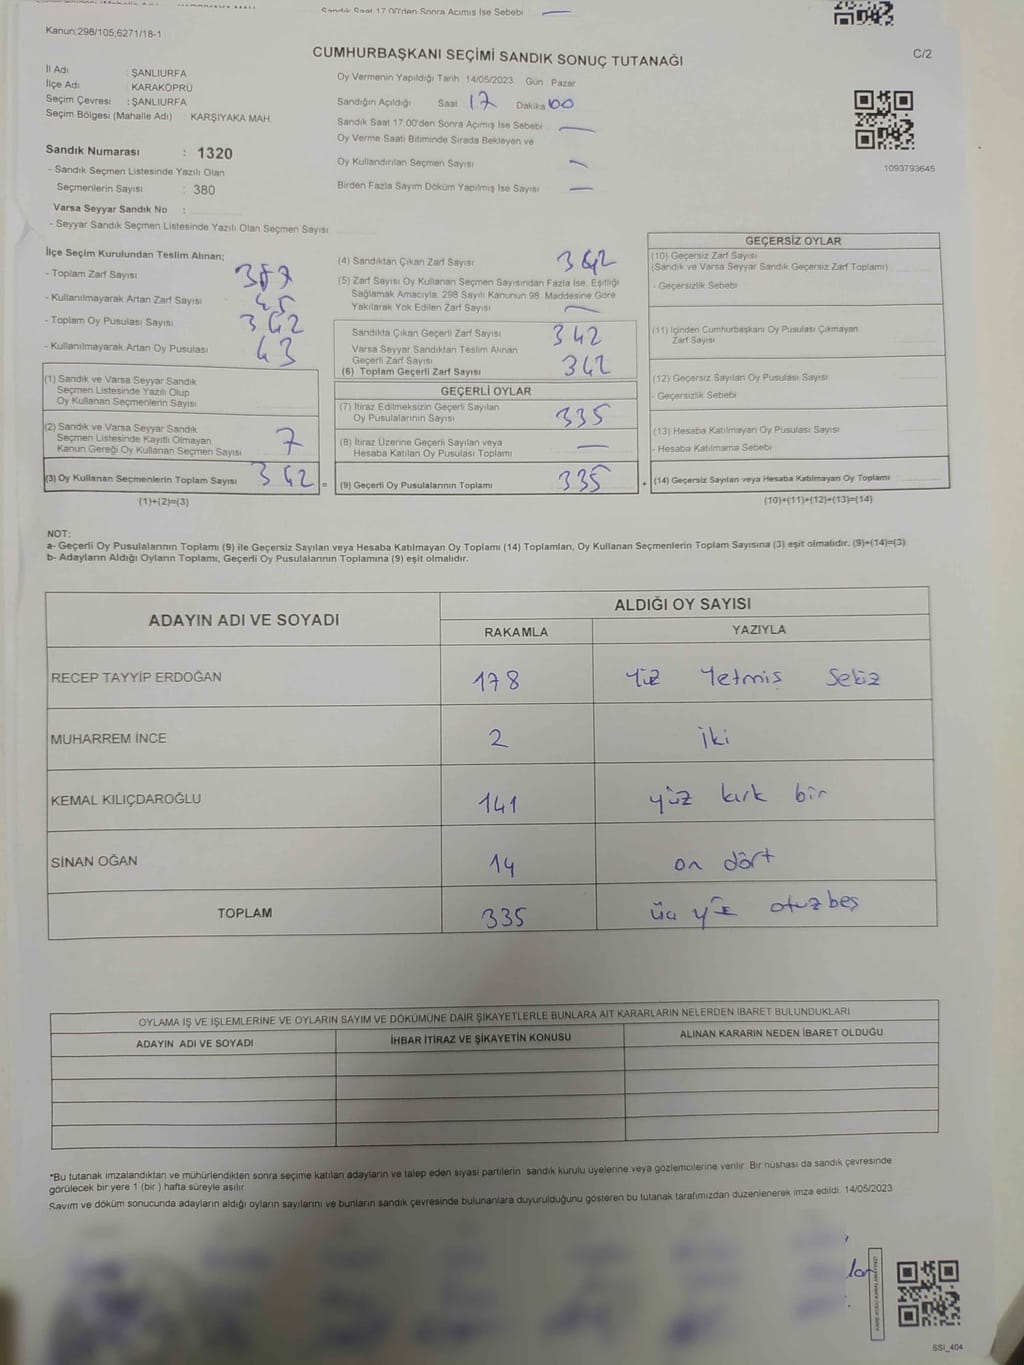 Sandık Saat 17:00'den Sonra Açımış İse Sebebi —
Kanun;298/105;6271/18-1
CUMHURBAŞKANI SEÇİMİ SANDIK SONUÇ TUTANAĞI
C/2
İl Adı : ŞANLIURFA
İlçe Adı : KARAKÖPRÜ
Seçim Çevresi : ŞANLIURFA
Seçim Bölgesi (Mahalle Adı) : KARŞIYAKA MAH.
Oy Vermenin Yapıldığı Tarih 14/05/2023 Gün : Pazar
Sandığın Açıldığı Saat 17 Dakika 00
Sandık Saat 17:00'den Sonra Açımış İse Sebebi —
Oy Verme Saati Bitiminde Sırada Bekleyen ve
Oy Kullandırılan Seçmen Sayısı —
Birden Fazla Sayım Döküm Yapılmış İse Sayısı —
1093793645
Sandık Numarası : 1320
- Sandık Seçmen Listesinde Yazılı Olan
Seçmenlerin Sayısı : 380
Varsa Seyyar Sandık No :
- Seyyar Sandık Seçmen Listesinde Yazılı Olan Seçmen Sayısı
İlçe Seçim Kurulundan Teslim Alınan;
- Toplam Zarf Sayısı
- Kullanılmayarak Artan Zarf Sayısı 45
- Toplam Oy Pusulası Sayısı 342
- Kullanılmayarak Artan Oy Pusulası 43
(1) Sandık ve Varsa Seyyar Sandık
Seçmen Listesinde Yazılı Olup
Oy Kullanan Seçmenlerin Sayısı
(2) Sandık ve Varsa Seyyar Sandık
Seçmen Listesinde Kayıtlı Olmayan
Kanun Gereği Oy Kullanan Seçmen Sayısı 7
(3) Oy Kullanan Seçmenlerin Toplam Sayısı 342 =
(1)+(2)=(3)
(4) Sandıktan Çıkan Zarf Sayısı 342
(5) Zarf Sayısı Oy Kullanan Seçmen Sayısından Fazla İse, Eşitliği
Sağlamak Amacıyla, 298 Sayılı Kanunun 98. Maddesine Göre
Yakılarak Yok Edilen Zarf Sayısı —
Sandıkta Çıkan Geçerli Zarf Sayısı 342
Varsa Seyyar Sandıktan Teslim Alınan
Geçerli Zarf Sayısı
(6) Toplam Geçerli Zarf Sayısı 342
GEÇERLİ OYLAR
(7) İtiraz Edilmeksizin Geçerli Sayılan
Oy Pusulalarının Sayısı 335
(8) İtiraz Üzerine Geçerli Sayılan veya
Hesaba Katılan Oy Pusulası Toplamı —
(9) Geçerli Oy Pusulalarının Toplamı 335 +
GEÇERSİZ OYLAR
(10) Geçersiz Zarf Sayısı
(Sandık ve Varsa Seyyar Sandık Geçersiz Zarf Toplamı)
- Geçersizlik Sebebi
(11) İçinden Cumhurbaşkanı Oy Pusulası Çıkmayan
Zarf Sayısı
(12) Geçersiz Sayılan Oy Pusulası Sayısı
- Geçersizlik Sebebi
(13) Hesaba Katılmayan Oy Pusulası Sayısı
- Hesaba Katılmama Sebebi
(14) Geçersiz Sayılan veya Hesaba Katılmayan Oy Toplamı
(10)+(11)+(12)+(13)=(14)
NOT:
a- Geçerli Oy Pusulalarının Toplamı (9) ile Geçersiz Sayılan veya Hesaba Katılmayan Oy Toplamı (14) Toplamları, Oy Kullanan Seçmenlerin Toplam Sayısına (3) eşit olmalıdır. (9)+(14)=(3)
b- Adayların Aldığı Oyların Toplamı, Geçerli Oy Pusulalarının Toplamına (9) eşit olmalıdır.
ADAYIN ADI VE SOYADI ALDIĞI OY SAYISI
RAKAMLA YAZIYLA
RECEP TAYYİP ERDOĞAN 178 Yüz Yetmiş Sekiz
MUHARREM İNCE 2 iki
KEMAL KILIÇDAROĞLU 141 yüz kırk bir
SİNAN OĞAN 14 on dört
TOPLAM 335 üç yüz otuzbeş
OYLAMA İŞ VE İŞLEMLERİNE VE OYLARIN SAYIM VE DÖKÜMÜNE DAİR ŞİKAYETLERLE BUNLARA AİT KARARLARIN NELERDEN İBARET BULUNDUKLARI
ADAYIN ADI VE SOYADI İHBAR İTİRAZ VE ŞİKAYETİN KONUSU ALINAN KARARIN NEDEN İBARET OLDUĞU
*Bu tutanak imzalandıktan ve mühürlendikten sonra seçime katılan adayların ve talep eden siyasi partilerin sandık kurulu üyelerine veya gözlemcilerine verilir. Bir nüshası da sandık çevresinde
görülecek bir yere 1 (bir ) hafta süreyle asılır.
Sayım ve döküm sonucunda adayların aldığı oyların sayılarını ve bunların sandık çevresinde bulunanlara duyurulduğunu gösteren bu tutanak tarafımızdan düzenlenerek imza edildi. 14/05/2023
SSİ_404